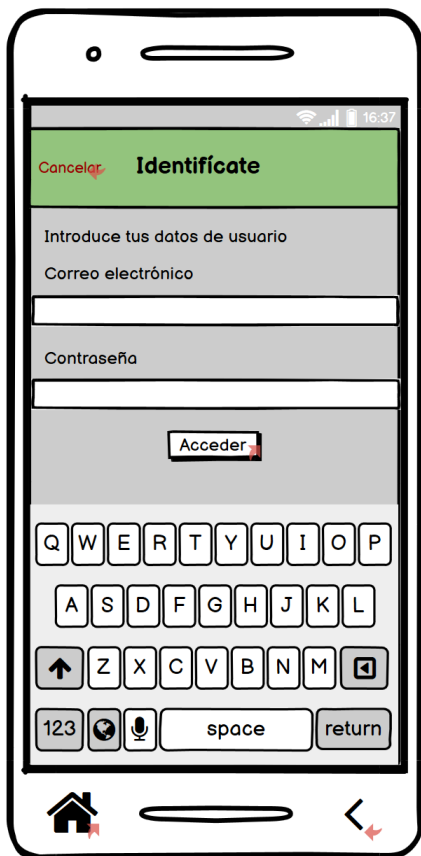 16:37
Cancelar Identifícate
Introduce tus datos de usuario
Correo electrónico
Contraseña
Acceder
Q W E R T Y U I O P
A S D F G H J K L
Z X C V B N M
123 space return